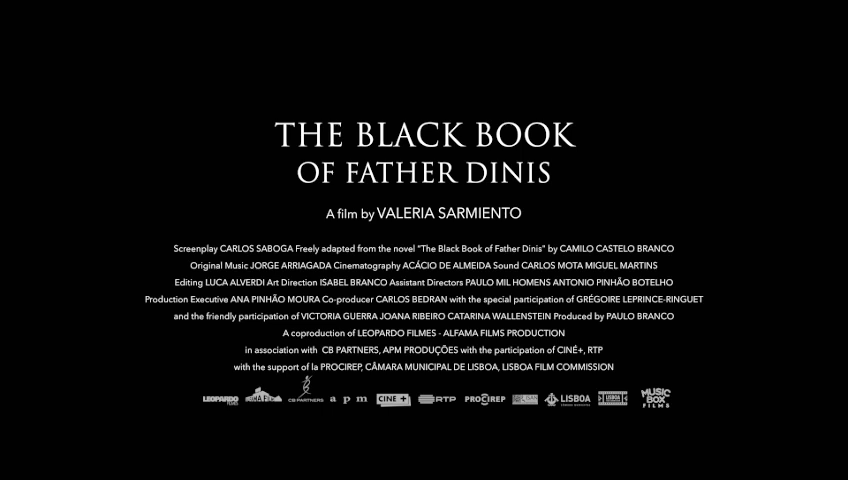 THE BLACK BOOK
OF FATHER DINIS
A film by VALERIA SARMIENTO
Screenplay CARLOS SABOGA Freely adapted from the novel "The Black Book of Father Dinis" by CAMILO CASTELO BRANCO
Original Music JORGE ARRIAGADA Cinematography ACÁCIO DE ALMEIDA Sound CARLOS MOTA MIGUEL MARTINS
Editing LUCA ALVERDI Art Direction ISABEL BRANCO Assistant Directors PAULO MIL HOMENS ANTONIO PINHÃO BOTELHO
Production Executive ANA PINHÃO MOURA Co-producer CARLOS BEDRAN with the special participation of GRÉGOIRE LEPRINCE-RINGUET
and the friendly participation of VICTORIA GUERRA JOANA RIBEIRO CATARINA WALLENSTEIN Produced by PAULO BRANCO
A coproduction of LEOPARDO FILMES - ALFAMA FILMS PRODUCTION
in association with CB PARTNERS, APM PRODUÇÕES with the participation of CINÉ+, RTP
with the support of la PROCIREP, CÂMARA MUNICIPAL DE LISBOA, LISBOA FILM COMMISSION
LEOPARDO CB PARTNERS apm CINE+ RTP PROCIREP LISBOA LISBOA MUSIC BOX FILMS